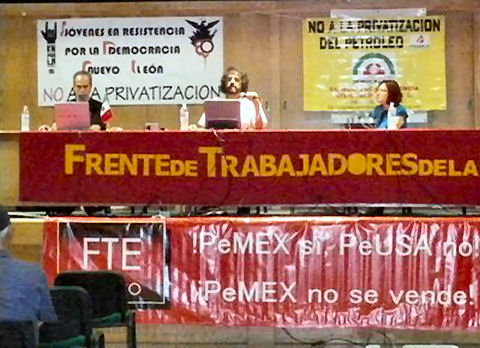 JÓVENES EN RESISTENCIA
POR LA DEMOCRACIA
NUEVO LEÓN
NO A LA PRIVATIZACIÓN
NO A LA PRIVATIZACION
DEL PETROLEO
FRENTE DE TRABAJADORES DE LA
FTE
¡PeMEX sí, PeUSA no!
¡PeMEX no se vende!